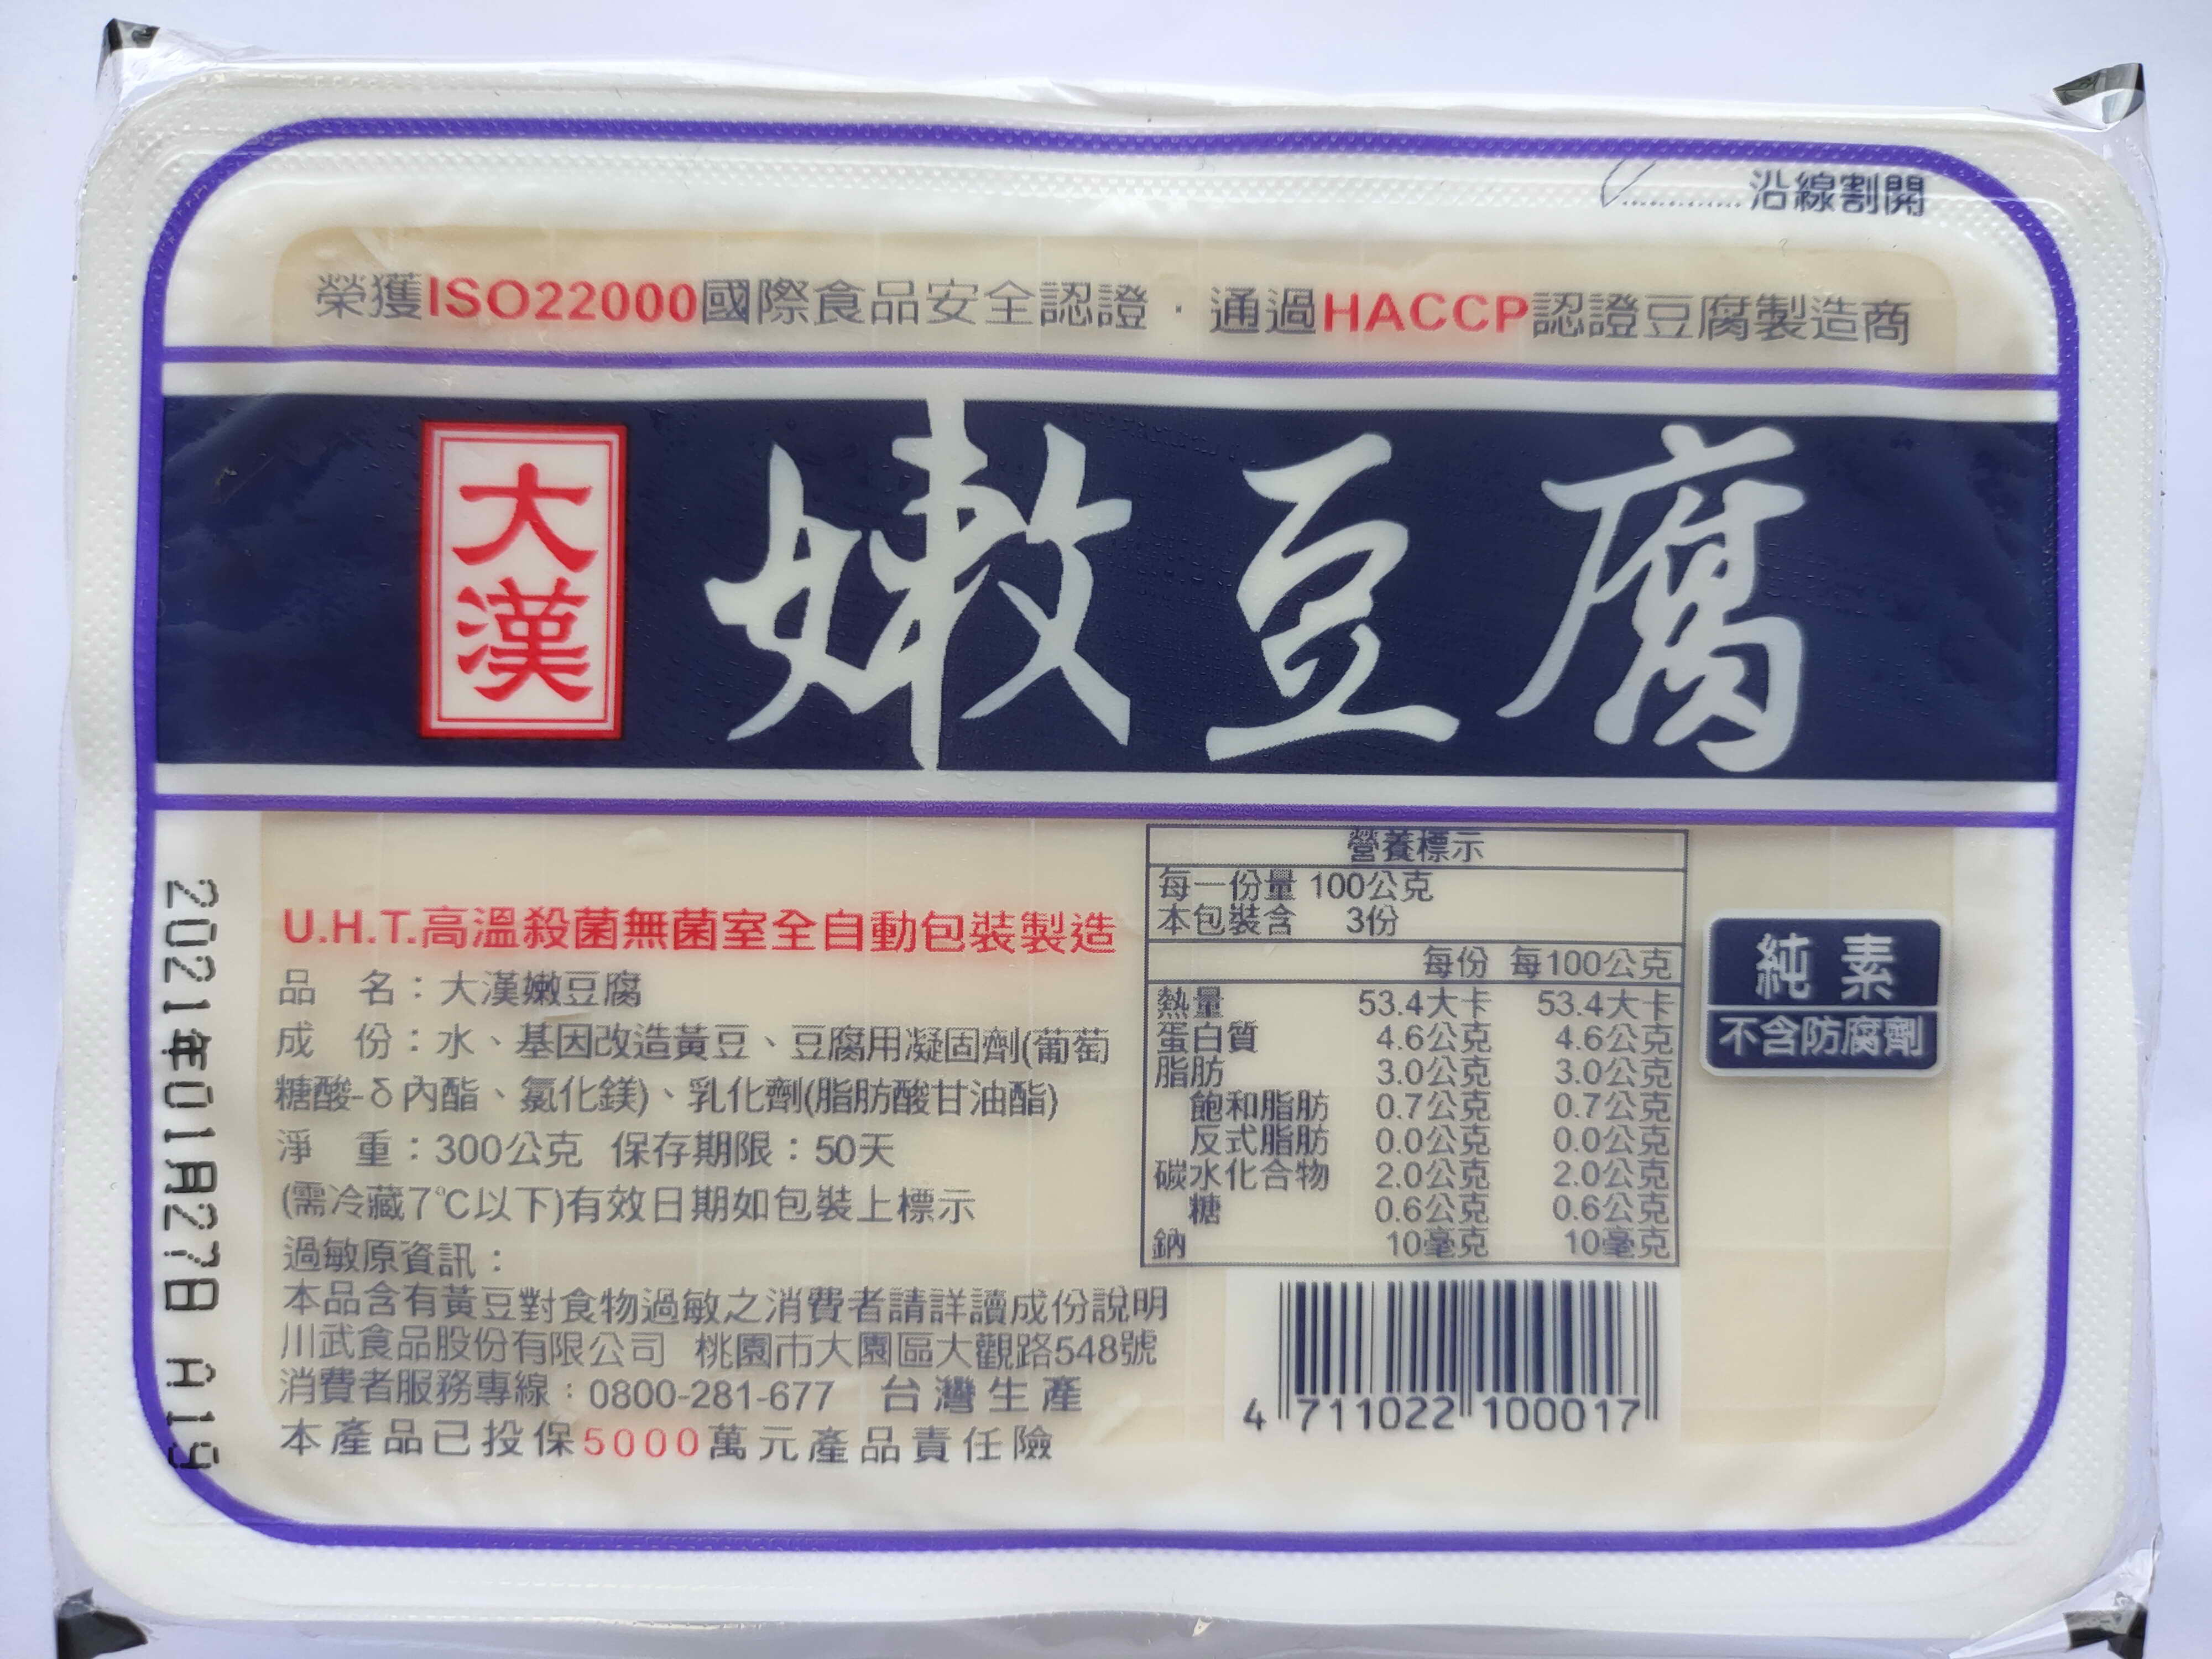 沿線割開
榮獲ISO22000國際食品安全認證・通過HACCP認證豆腐製造商
大漢
嫩豆腐
U.H.T.高溫殺菌無菌室全自動包裝製造
品 名：大漢嫩豆腐
成 份：水、基因改造黃豆、豆腐用凝固劑(葡萄
糖酸-δ內酯、氯化鎂)、乳化劑(脂肪酸甘油酯)
淨 重：300公克 保存期限：50天
(需冷藏7℃以下)有效日期如包裝上標示
過敏原資訊：
本品含有黃豆對食物過敏之消費者請詳讀成份說明
川武食品股份有限公司 桃園市大園區大觀路548號
消費者服務專線：0800-281-677 台灣生產
本產品已投保5000萬元產品責任險
營養標示
每一份量 100公克
本包裝含 3份
每份 每100公克
熱量 53.4大卡 53.4大卡
蛋白質 4.6公克 4.6公克
脂肪 3.0公克 3.0公克
飽和脂肪 0.7公克 0.7公克
反式脂肪 0.0公克 0.0公克
碳水化合物 2.0公克 2.0公克
糖 0.6公克 0.6公克
鈉 10毫克 10毫克
純素
不含防腐劑
4 711022 100017
2021年01月27日 A19